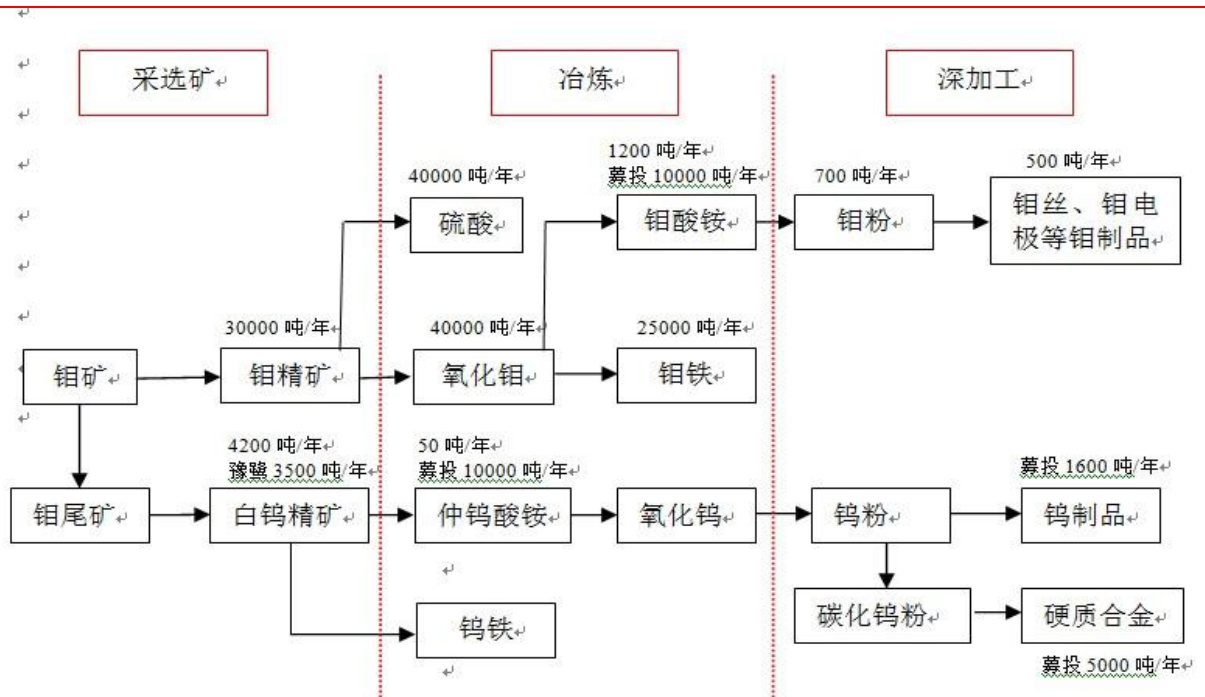 采选矿
冶炼
深加工
1200 吨/年
募投 10000 吨/年
40000 吨/年
700 吨/年
500 吨/年
硫酸
钼酸铵
钼粉
钼丝、钼电
极等钼制品
30000 吨/年
40000 吨/年
25000 吨/年
钼矿
钼精矿
氧化钼
钼铁
4200 吨/年
豫鹭 3500 吨/年
50 吨/年
募投 10000 吨/年
募投 1600 吨/年
钼尾矿
白钨精矿
仲钨酸铵
氧化钨
钨粉
钨制品
钨铁
碳化钨粉
硬质合金
募投 5000 吨/年